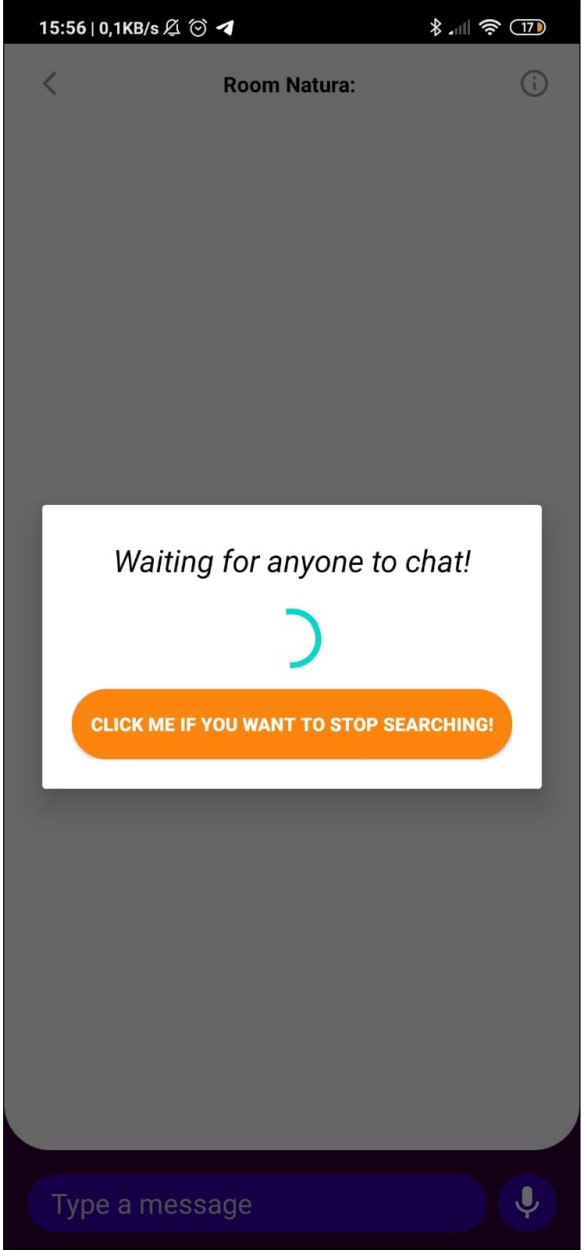 15:56 | 0,1KB/s
17
Room Natura:
Waiting for anyone to chat!
CLICK ME IF YOU WANT TO STOP SEARCHING!
Type a message